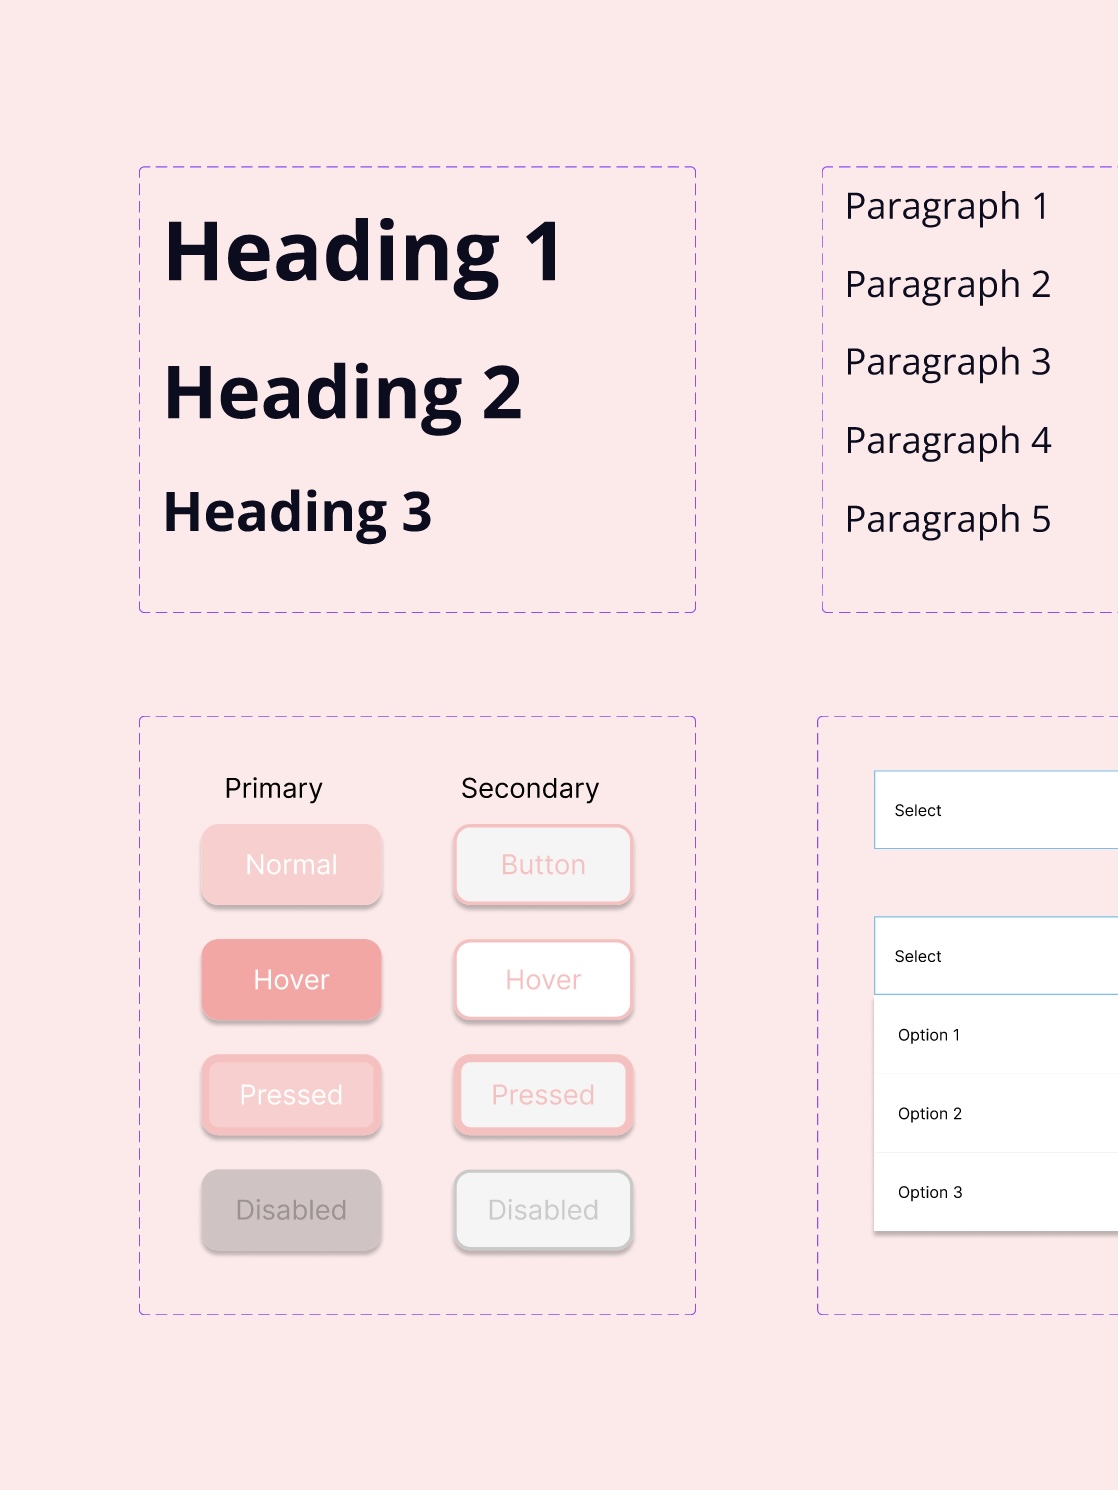 Heading 1
Heading 2
Heading 3
Paragraph 1
Paragraph 2
Paragraph 3
Paragraph 4
Paragraph 5
Primary
Secondary
Normal
Button
Hover
Hover
Pressed
Pressed
Disabled
Disabled
Select
Select
Option 1
Option 2
Option 3